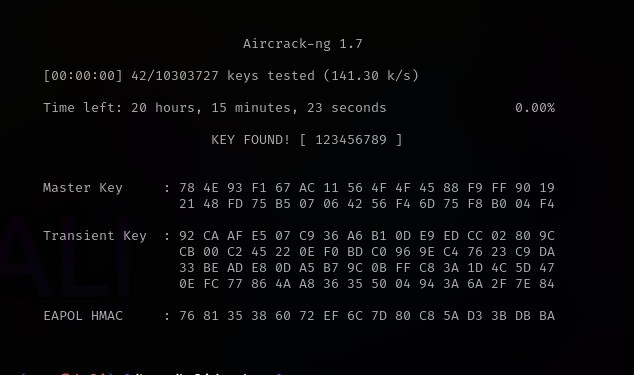 Aircrack-ng 1.7
[00:00:00] 42/10303727 keys tested (141.30 k/s)
Time left: 20 hours, 15 minutes, 23 seconds 0.00%
KEY FOUND! [ 123456789 ]
Master Key : 78 4E 93 F1 67 AC 11 56 4F 4F 45 88 F9 FF 90 19
21 48 FD 75 B5 07 06 42 56 F4 6D 75 F8 B0 04 F4
Transient Key : 92 CA AF E5 07 C9 36 A6 B1 0D E9 ED CC 02 80 9C
CB 00 C2 45 22 0E F0 BD C0 96 9E C4 76 23 C9 DA
33 BE AD E8 0D A5 B7 9C 0B FF C8 3A 1D 4C 5D 47
0E FC 77 86 4A A8 36 35 50 04 94 3A 6A 2F 7E 84
EAPOL HMAC : 76 81 35 38 60 72 EF 6C 7D 80 C8 5A D3 3B DB BA